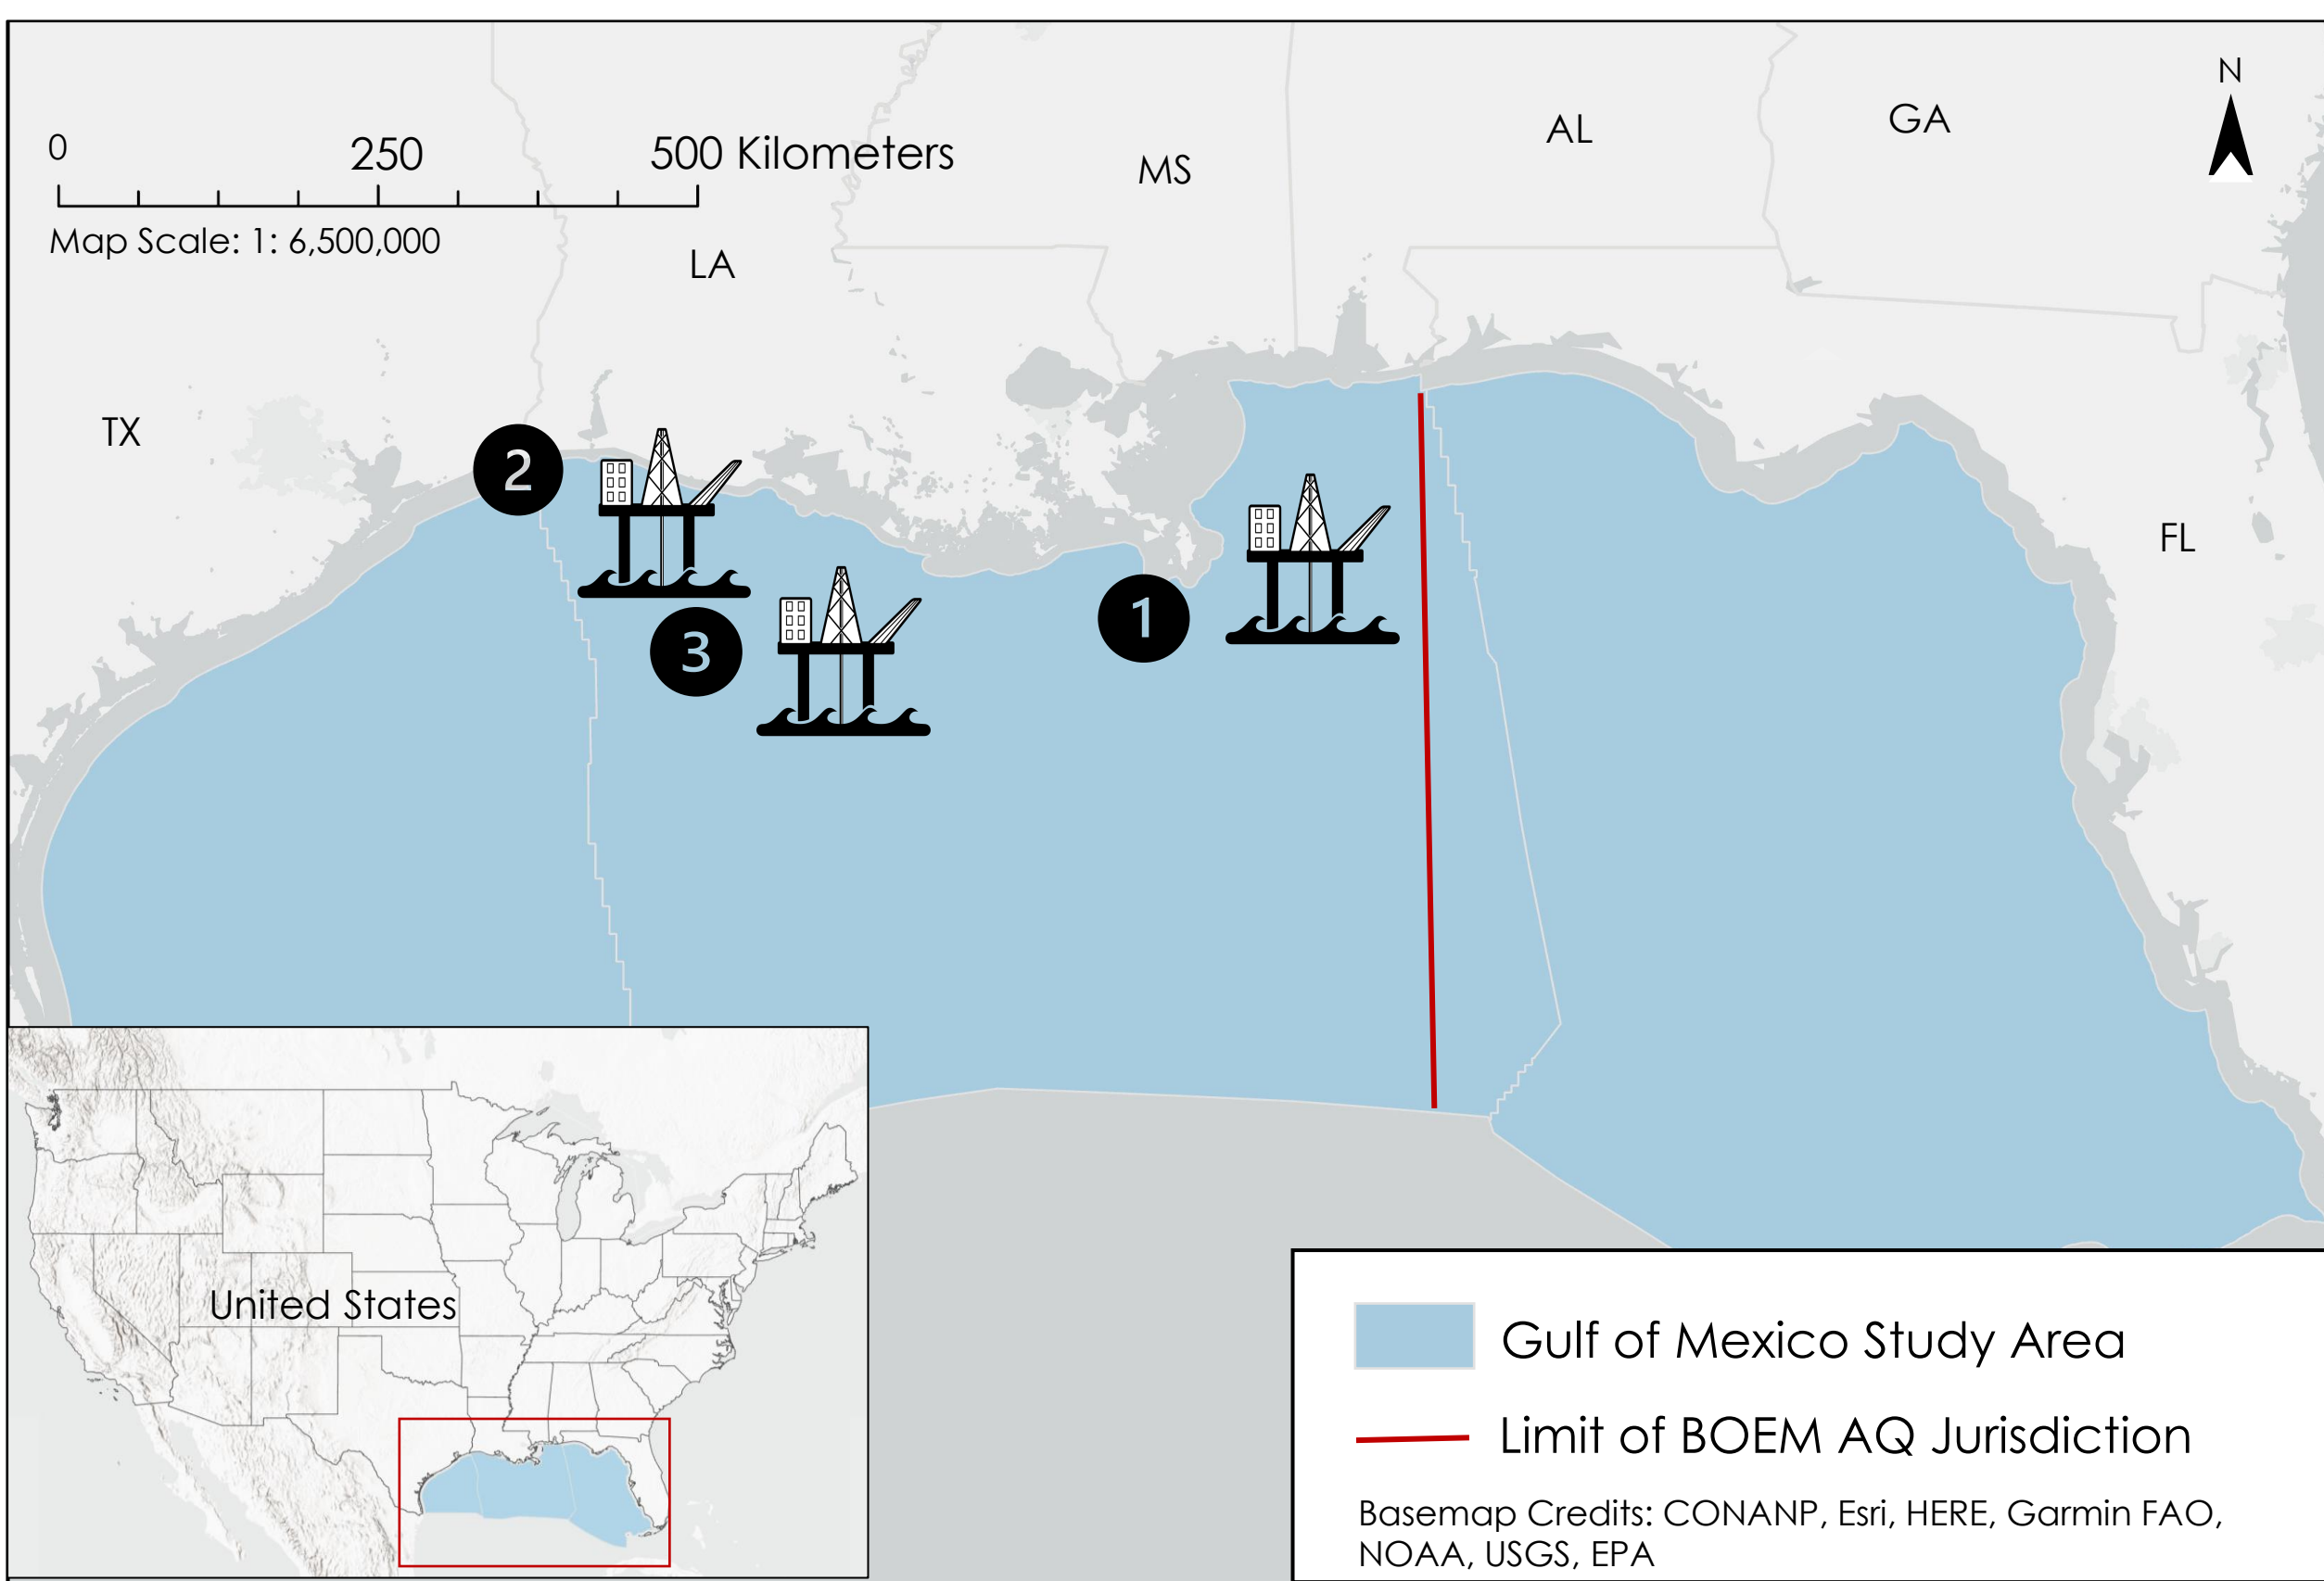 N
0
250
500 Kilometers
Map Scale: 1: 6,500,000
MS
AL
GA
LA
TX
FL
2
3
1
United States
Gulf of Mexico Study Area
Limit of BOEM AQ Jurisdiction
Basemap Credits: CONANP, Esri, HERE, Garmin FAO,
NOAA, USGS, EPA